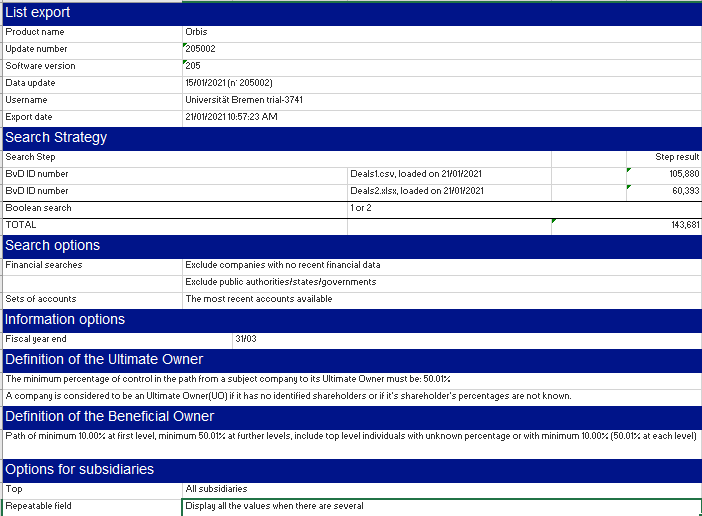 List export
Product name Orbis
Update number 205002
Software version 205
Data update 15/01/2021 (n° 205002)
Username Universität Bremen trial-3741
Export date 21/01/2021 10:57:23 AM
Search Strategy
Search Step Step result
BvD ID number Deals1.csv, loaded on 21/01/2021 105,880
BvD ID number Deals2.xlsx, loaded on 21/01/2021 60,393
Boolean search 1 or 2
TOTAL 143,681
Search options
Financial searches Exclude companies with no recent financial data
Exclude public authorities/states/governments
Sets of accounts The most recent accounts available
Information options
Fiscal year end 31/03
Definition of the Ultimate Owner
The minimum percentage of control in the path from a subject company to its Ultimate Owner must be: 50.01%
A company is considered to be an Ultimate Owner(UO) if it has no identified shareholders or if it's shareholder's percentages are not known.
Definition of the Beneficial Owner
Path of minimum 10.00% at first level, minimum 50.01% at further levels, include top level individuals with unknown percentage or with minimum 10.00% (50.01% at each level)
Options for subsidiaries
Top All subsidiaries
Repeatable field Display all the values when there are several